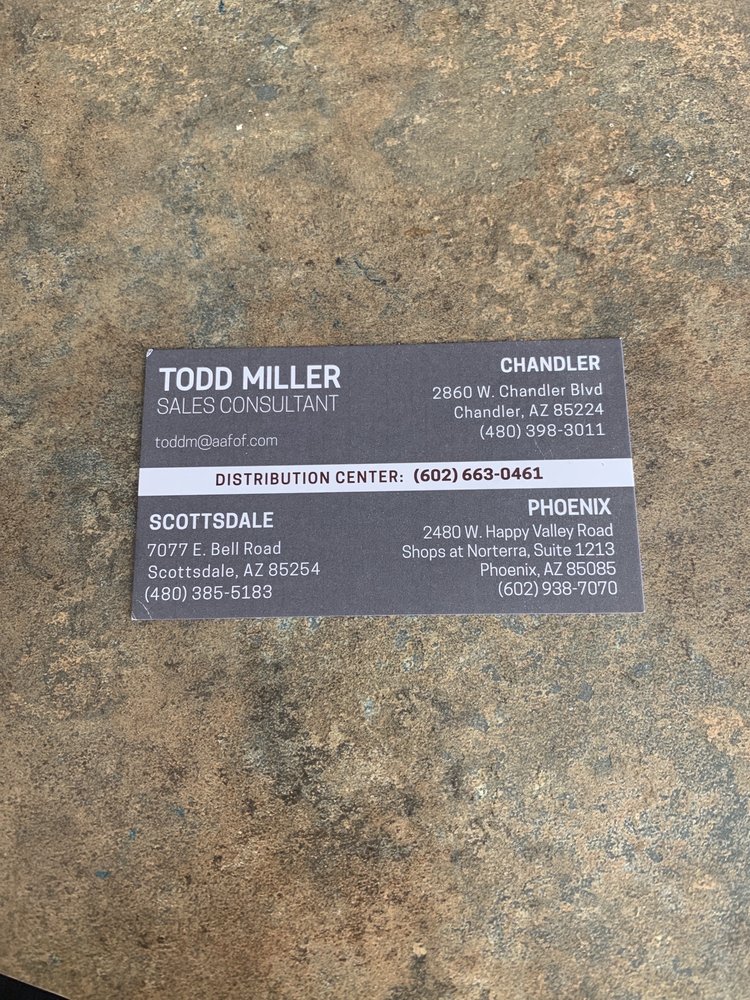 TODD MILLER
SALES CONSULTANT
toddm@aafof.com
CHANDLER
2860 W. Chandler Blvd
Chandler, AZ 85224
(480) 398-3011
DISTRIBUTION CENTER: (602) 663-0461
SCOTTSDALE
7077 E. Bell Road
Scottsdale, AZ 85254
(480) 385-5183
PHOENIX
2480 W. Happy Valley Road
Shops at Norterra, Suite 1213
Phoenix, AZ 85085
(602) 938-7070